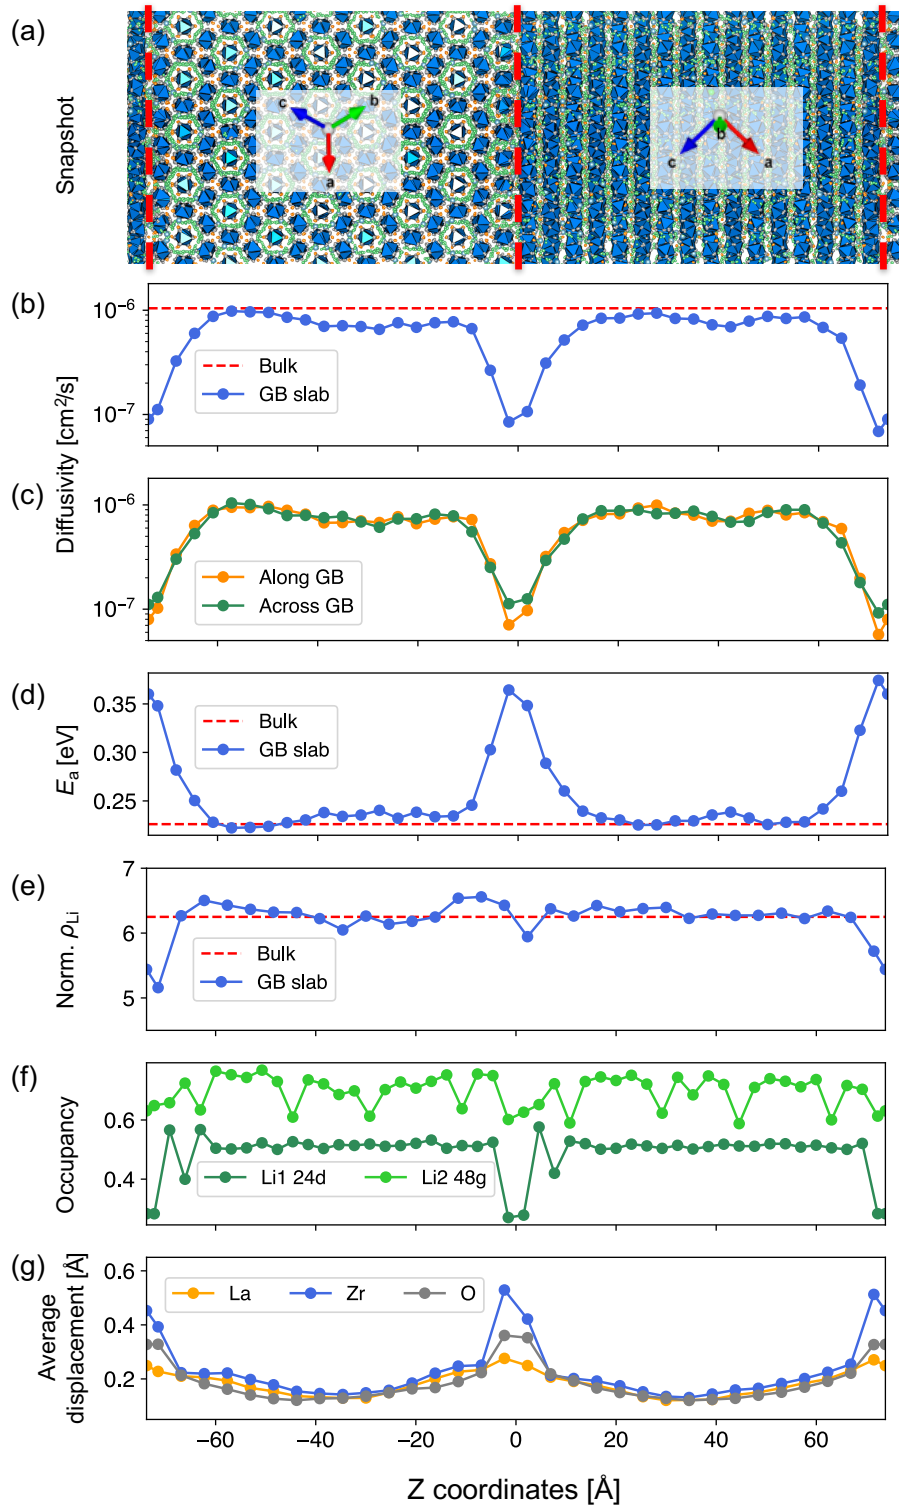 (a)
Snapshot
c
b
a
b
c
a
(b)
10⁻⁶
10⁻⁷
Bulk
GB slab
Diffusivity [cm²/s]
(c)
10⁻⁶
10⁻⁷
Along GB
Across GB
(d)
0.35
0.30
0.25
Eₐ [eV]
Bulk
GB slab
(e)
7
6
5
Norm. ρLi
Bulk
GB slab
(f)
0.6
0.4
Occupancy
Li1 24d
Li2 48g
(g)
0.6
0.4
0.2
Average
displacement [Å]
La
Zr
O
−60
−40
−20
0
20
40
60
Z coordinates [Å]